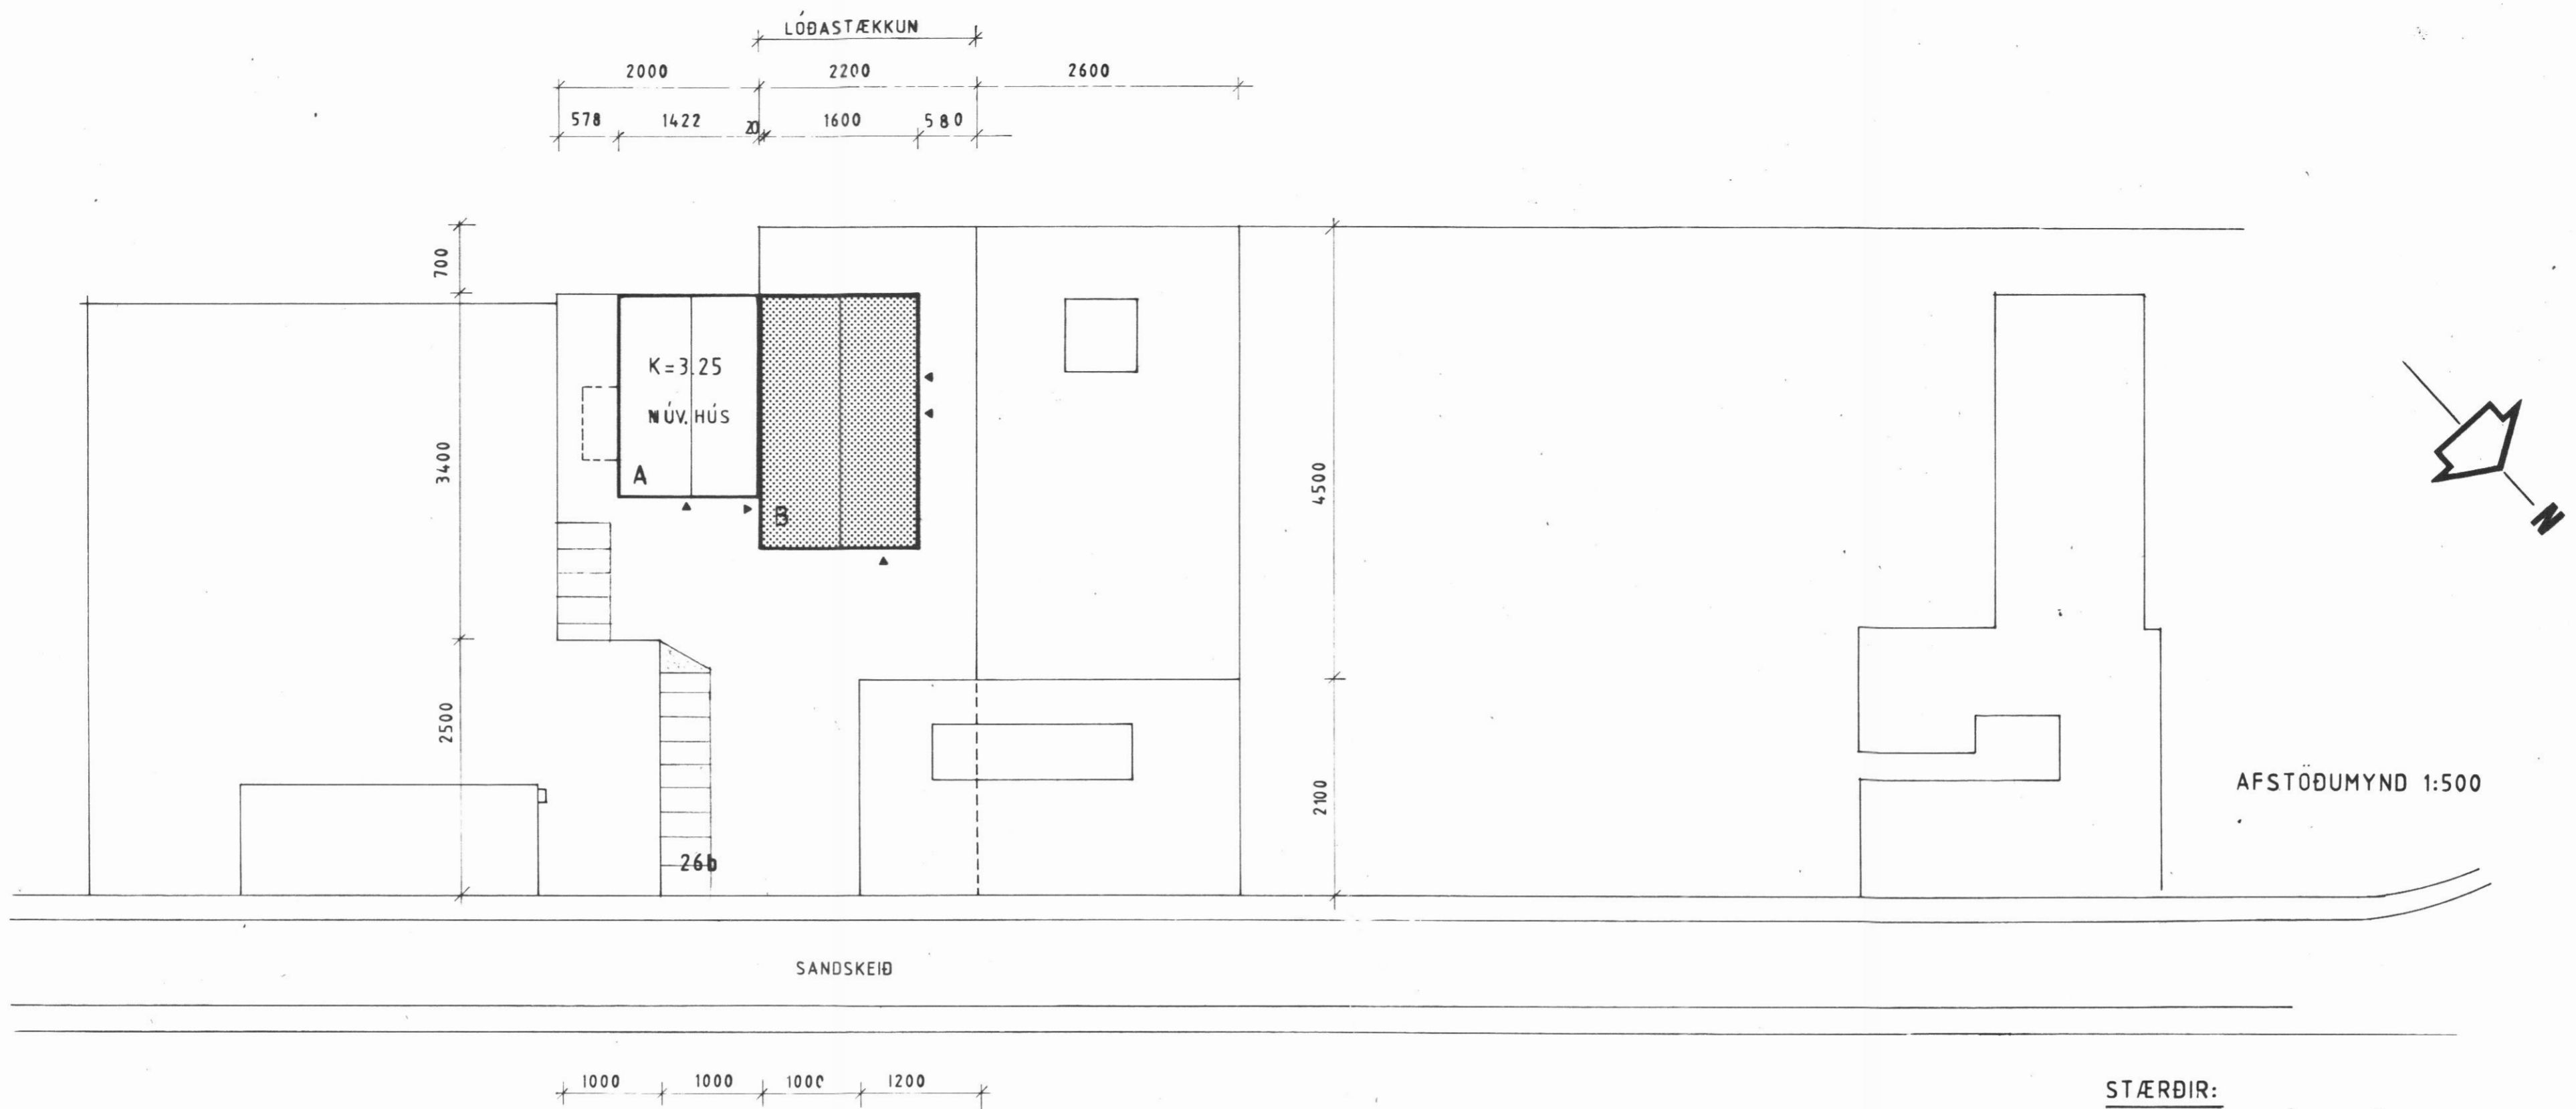 LÓÐASTÆKKUN
2000 2200 2600
578 1422 20 1600 580
700
K=3.25
NÚV. HÚS
A
B
3400
4500
N
2500
2100
AFSTÖÐUMYND 1:500
26b
SANDSKEIÐ
1000 1000 1000 1200
STÆRÐIR: